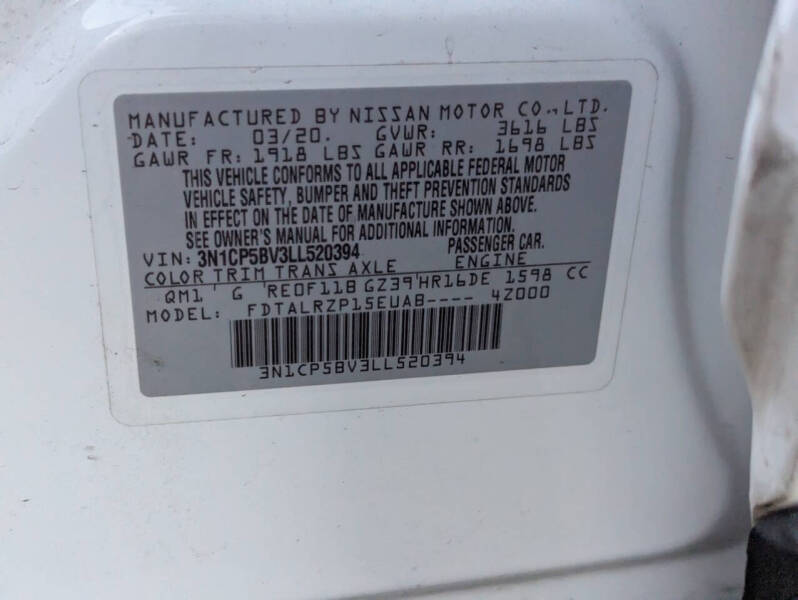 MANUFACTURED BY NISSAN MOTOR CO., LTD.
DATE: 03/20. GVWR: 3616 LBS
GAWR FR: 1918 LBS GAWR RR: 1698 LBS
THIS VEHICLE CONFORMS TO ALL APPLICABLE FEDERAL MOTOR
VEHICLE SAFETY, BUMPER AND THEFT PREVENTION STANDARDS
IN EFFECT ON THE DATE OF MANUFACTURE SHOWN ABOVE.
SEE OWNER'S MANUAL FOR ADDITIONAL INFORMATION.
VIN: 3N1CP5BV3LL520394 PASSENGER CAR.
COLOR TRIM TRANS AXLE ENGINE
QM1 ' G 'RE0F11B GZ39'HR16DE 1598 CC
MODEL: FDTALRZP15EUAB---- 4Z000
3N1CP5BV3LL520394